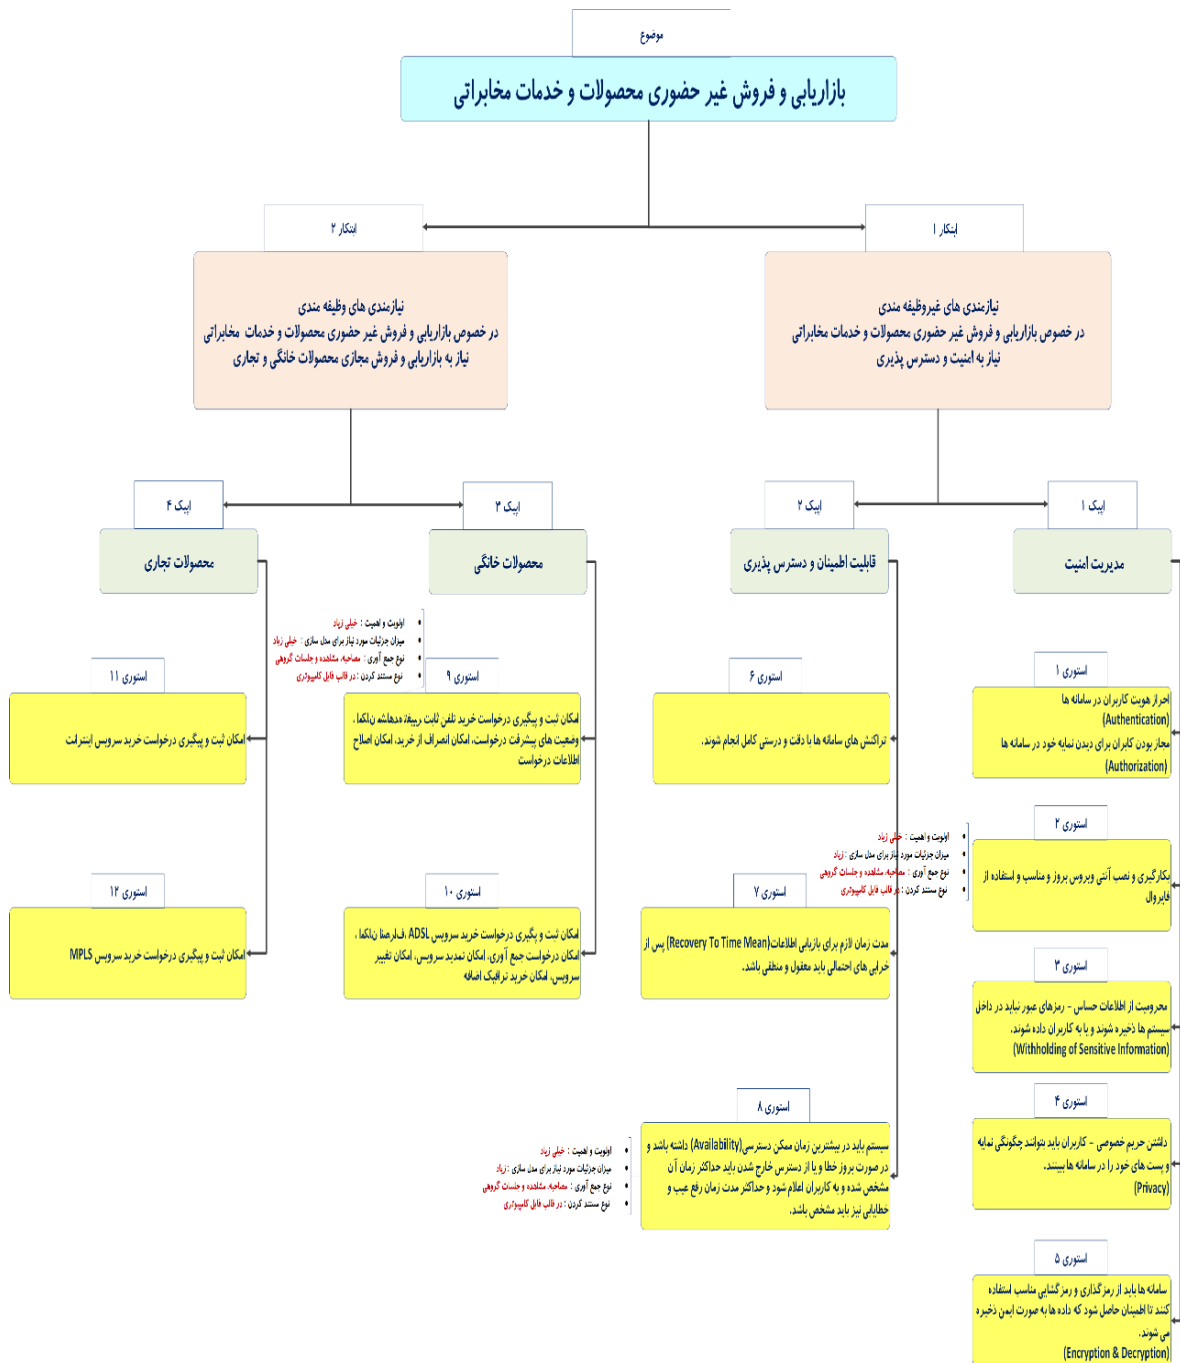 موضوع
بازاریابی و فروش غیر حضوری محصولات و خدمات مخابراتی
ابتکار ۱
نیازمندی های غیروظیفه مندی
در خصوص بازاریابی و فروش غیر حضوری محصولات و خدمات مخابراتی
نیاز به امنیت و دسترس پذیری
ابتکار ۲
نیازمندی های وظیفه مندی
در خصوص بازاریابی و فروش غیر حضوری محصولات و خدمات مخابراتی
نیاز به بازاریابی و فروش مجازی محصولات خانگی و تجاری
اپیک ۱
مدیریت امنیت
اپیک ۲
قابلیت اطمینان و دسترس پذیری
اپیک ۳
محصولات خانگی
اپیک ۴
محصولات تجاری
استوری ۱
احراز هویت کاربران در سامانه ها
(Authentication)
مجاز بودن کابران برای دیدن نمایه خود در سامانه ها
(Authorization)
استوری ۲
بکارگیری و نصب آنتی ویروس بروز و مناسب و استفاده از
فایروال
• اولویت و اهمیت : خیلی زیاد
• میزان جزئیات مورد نیاز برای مدل سازی : زیاد
• نوع جمع آوری : مصاحبه، مشاهده و جلسات گروهی
• نوع مستند کردن : در قالب فایل کامپیوتری
استوری ۳
محرومیت از اطلاعات حساس – رمزهای عبور نباید در داخل
سیستم ها ذخیره شوند و یا به کاربران داده شوند.
(Withholding of Sensitive Information)
استوری ۴
داشتن حریم خصوصی – کاربران باید بتوانند چگونگی نمایه
و پست های خود را در سامانه ها ببینند.
(Privacy)
استوری ۵
سامانه ها باید از رمزگذاری و رمزگشایی مناسب استفاده
کنند تا اطمینان حاصل شود که داده ها به صورت ایمن ذخیره
می شوند.
(Encryption & Decryption)
استوری ۶
تراکنش های سامانه ها با دقت و درستی کامل انجام شوند.
استوری ۷
مدت زمان لازم برای بازیابی اطلاعات(Recovery To Time Mean) پس از
خرابی های احتمالی باید معقول و منطقی باشد.
استوری ۸
سیستم باید در بیشترین زمان ممکن دسترسی(Availability) داشته باشد و
در صورت بروز خطا و یا از دسترس خارج شدن باید حداکثر زمان آن
مشخص شده و به کاربران اعلام شود و حداکثر مدت زمان رفع عیب و
خطایابی نیز باید مشخص باشد.
• اولویت و اهمیت : خیلی زیاد
• میزان جزئیات مورد نیاز برای مدل سازی : زیاد
• نوع جمع آوری : مصاحبه، مشاهده و جلسات گروهی
• نوع مستند کردن : در قالب فایل کامپیوتری
• اولویت و اهمیت : خیلی زیاد
• میزان جزئیات مورد نیاز برای مدل سازی : خیلی زیاد
• نوع جمع آوری : مصاحبه، مشاهده و جلسات گروهی
• نوع مستند کردن : در قالب فایل کامپیوتری
استوری ۹
امکان ثبت و پیگیری درخواست خرید تلفن ثابت
وضعیت های پیشرفت درخواست، امکان انصراف از خرید، امکان اصلاح
اطلاعات درخواست
استوری ۱۰
امکان ثبت و پگیری درخواست خرید سرویس ADSL،
امکان درخواست جمع آوری، امکان تمدید سرویس، امکان تغییر
سرویس، امکان خرید ترافیک اضافه
استوری ۱۱
امکان ثبت و پیگیری درخواست خرید سرویس اینترانت
استوری ۱۲
امکان ثبت و پیگیری درخواست خرید سرویس MPLS